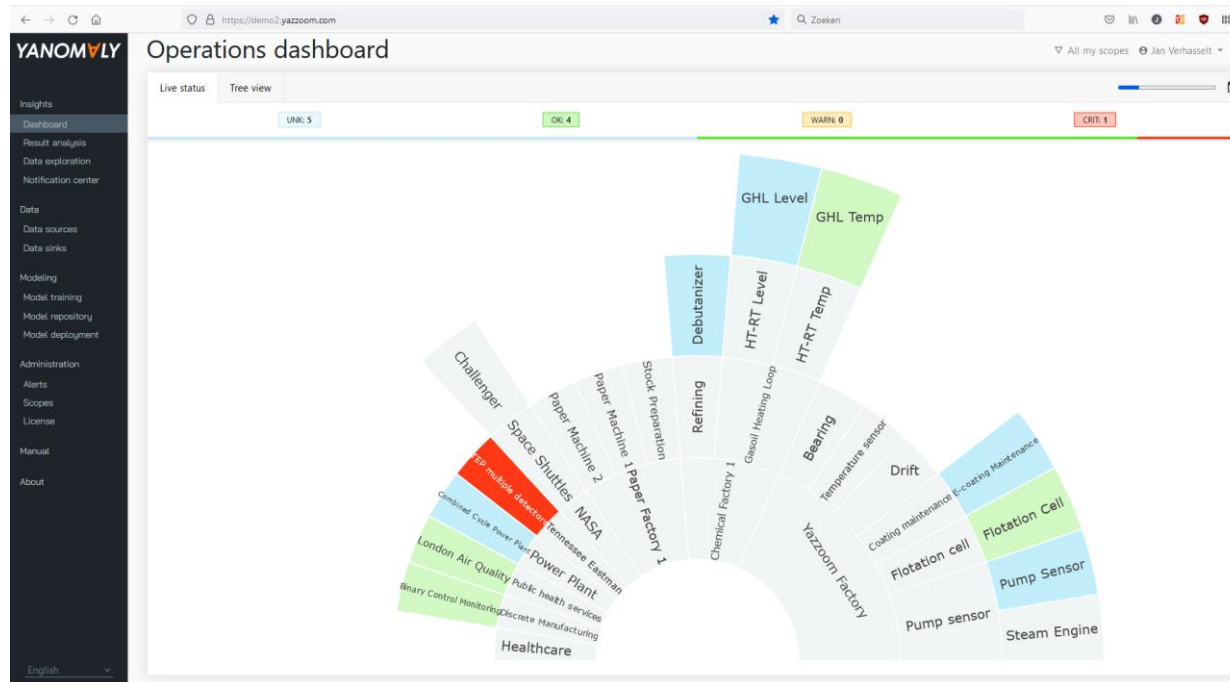 https://demo2.yazzoom.com
Zoeken
YANOMALY
Operations dashboard
All my scopes
Jan Verhasselt
Live status
Tree view
UNK: 5
OK: 4
WARN: 0
CRIT: 1
Insights
Dashboard
Result analysis
Data exploration
Notification center
Data
Data sources
Data sinks
Modeling
Model training
Model repository
Model deployment
Administration
Alerts
Scopes
License
Manual
About
English
GHL Level
GHL Temp
Debutanizer
HT-RT Level
HT-RT Temp
Challenger
Space Shuttles
Paper Machine 2
Paper Machine 1
Stock Preparation
Refining
Gasoil Heating Loop
Bearing
Temperature sensor
Drift
Coating maintenance
E-coating Maintenance
TEP multiple detectors
Combined Cycle Power Plant
London Air Quality
Binary Control Monitoring
NASA
Tennessee Eastman
Power Plant
Public health services
Discrete Manufacturing
Healthcare
Paper Factory 1
Chemical Factory 1
Yazzoom Factory
Flotation cell
Flotation Cell
Pump sensor
Pump Sensor
Steam Engine